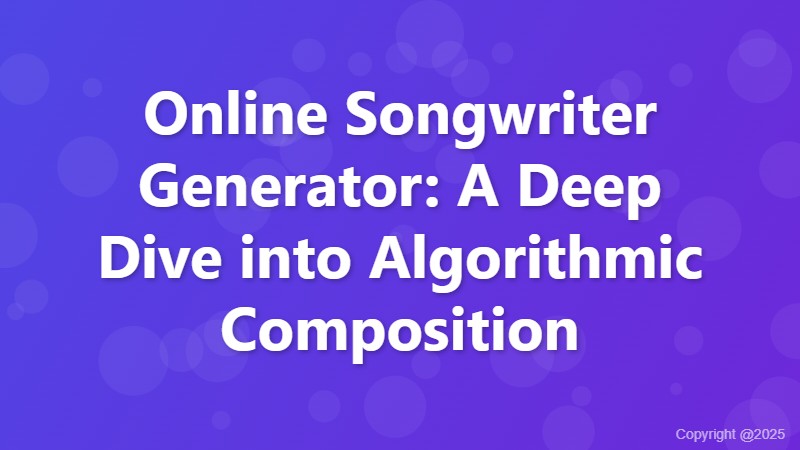 Online Songwriter
Generator: A Deep
Dive into Algorithmic
Composition
Copyright @2025